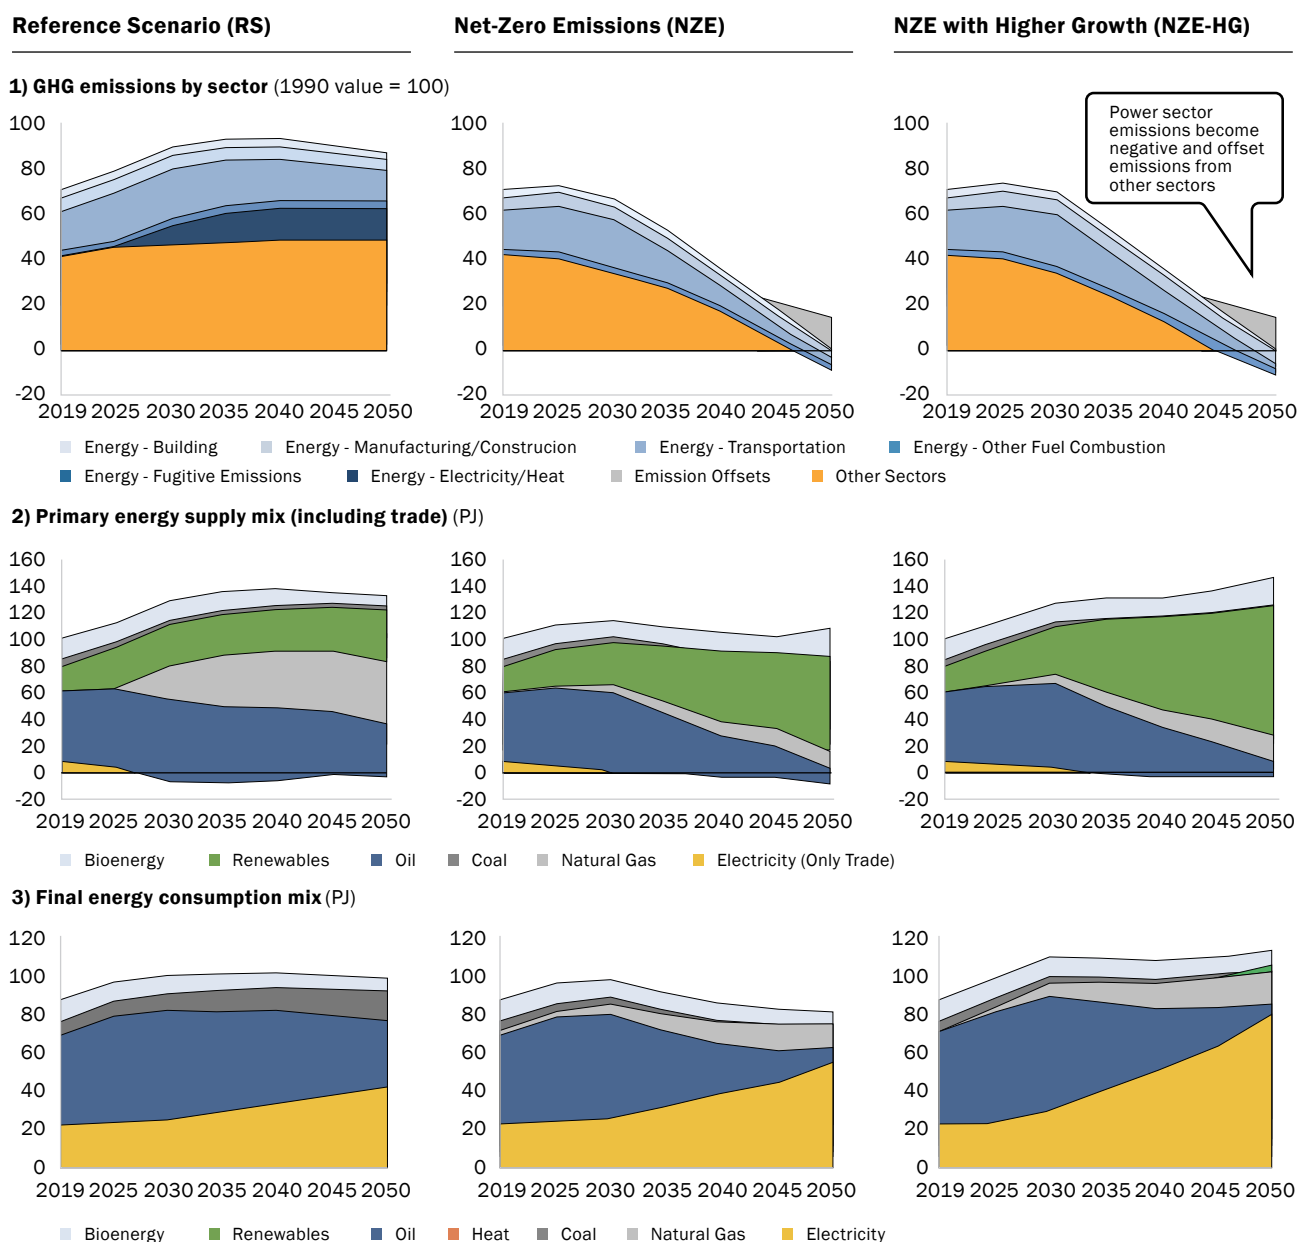 Reference Scenario (RS)
Net-Zero Emissions (NZE)
NZE with Higher Growth (NZE-HG)
1) GHG emissions by sector (1990 value = 100)
100
80
60
40
20
0
-20
2019 2025 2030 2035 2040 2045 2050
100
80
60
40
20
0
-20
2019 2025 2030 2035 2040 2045 2050
100
80
60
40
20
0
-20
2019 2025 2030 2035 2040 2045 2050
Power sector
emissions become
negative and offset
emissions from
other sectors
Energy - Building
Energy - Manufacturing/Construcion
Energy - Transportation
Energy - Other Fuel Combustion
Energy - Fugitive Emissions
Energy - Electricity/Heat
Emission Offsets
Other Sectors
2) Primary energy supply mix (including trade) (PJ)
160
140
120
100
80
60
40
20
0
-20
2019 2025 2030 2035 2040 2045 2050
160
140
120
100
80
60
40
20
0
-20
2019 2025 2030 2035 2040 2045 2050
160
140
120
100
80
60
40
20
0
-20
2019 2025 2030 2035 2040 2045 2050
Bioenergy
Renewables
Oil
Coal
Natural Gas
Electricity (Only Trade)
3) Final energy consumption mix (PJ)
120
100
80
60
40
20
0
2019 2025 2030 2035 2040 2045 2050
120
100
80
60
40
20
0
2019 2025 2030 2035 2040 2045 2050
120
100
80
60
40
20
0
2019 2025 2030 2035 2040 2045 2050
Bioenergy
Renewables
Oil
Heat
Coal
Natural Gas
Electricity